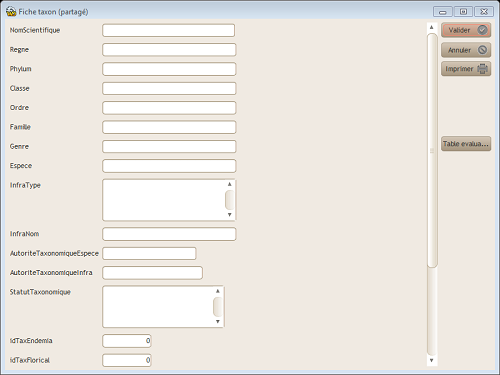 Fiche taxon (partagé)
NomScientifique
Valider
Regne
Annuler
Phylum
Imprimer
Classe
Ordre
Famille
Genre
Table evalua...
Espece
InfraType
InfraNom
AutoriteTaxonomiqueEspece
AutoriteTaxonomiqueInfra
StatutTaxonomique
idTaxEndemia 0
idTaxFlorical 0